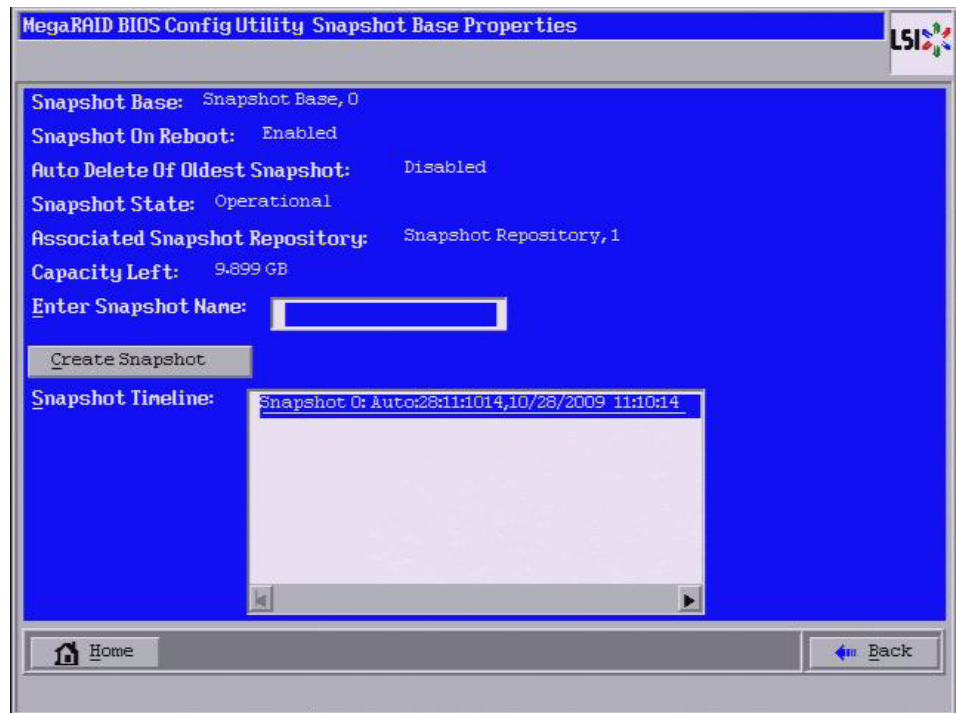 MegaRAID BIOS Config Utility Snapshot Base Properties
LSI
Snapshot Base: Snapshot Base, 0
Snapshot On Reboot: Enabled
Auto Delete Of Oldest Snapshot: Disabled
Snapshot State: Operational
Associated Snapshot Repository: Snapshot Repository, 1
Capacity Left: 9.899 GB
Enter Snapshot Name:
Create Snapshot
Snapshot Timeline:
Snapshot 0: Auto:28:11:1014,10/28/2009 11:10:14
Home
Back